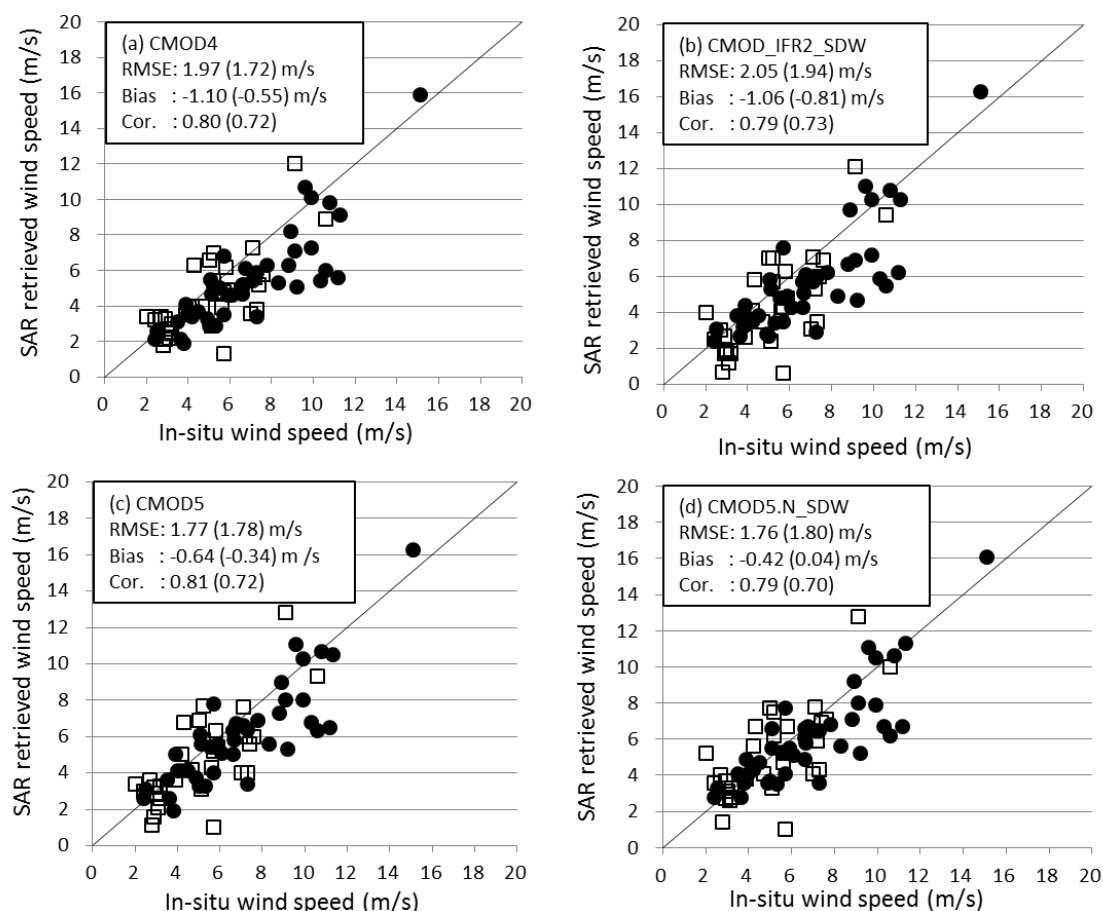 (a) CMOD4
RMSE: 1.97 (1.72) m/s
Bias : -1.10 (-0.55) m/s
Cor. : 0.80 (0.72)
SAR retrieved wind speed (m/s)
20
18
16
14
12
10
8
6
4
2
0
0 2 4 6 8 10 12 14 16 18 20
In-situ wind speed (m/s)
(b) CMOD_IFR2_SDW
RMSE: 2.05 (1.94) m/s
Bias : -1.06 (-0.81) m/s
Cor. : 0.79 (0.73)
SAR retrieved wind speed (m/s)
20
18
16
14
12
10
8
6
4
2
0
0 2 4 6 8 10 12 14 16 18 20
In-situ wind speed (m/s)
(c) CMOD5
RMSE: 1.77 (1.78) m/s
Bias : -0.64 (-0.34) m /s
Cor. : 0.81 (0.72)
SAR retrieved wind speed (m/s)
20
18
16
14
12
10
8
6
4
2
0
0 2 4 6 8 10 12 14 16 18 20
In-situ wind speed (m/s)
(d) CMOD5.N_SDW
RMSE: 1.76 (1.80) m/s
Bias : -0.42 (0.04) m/s
Cor. : 0.79 (0.70)
SAR retrieved wind speed (m/s)
20
18
16
14
12
10
8
6
4
2
0
0 2 4 6 8 10 12 14 16 18 20
In-situ wind speed (m/s)